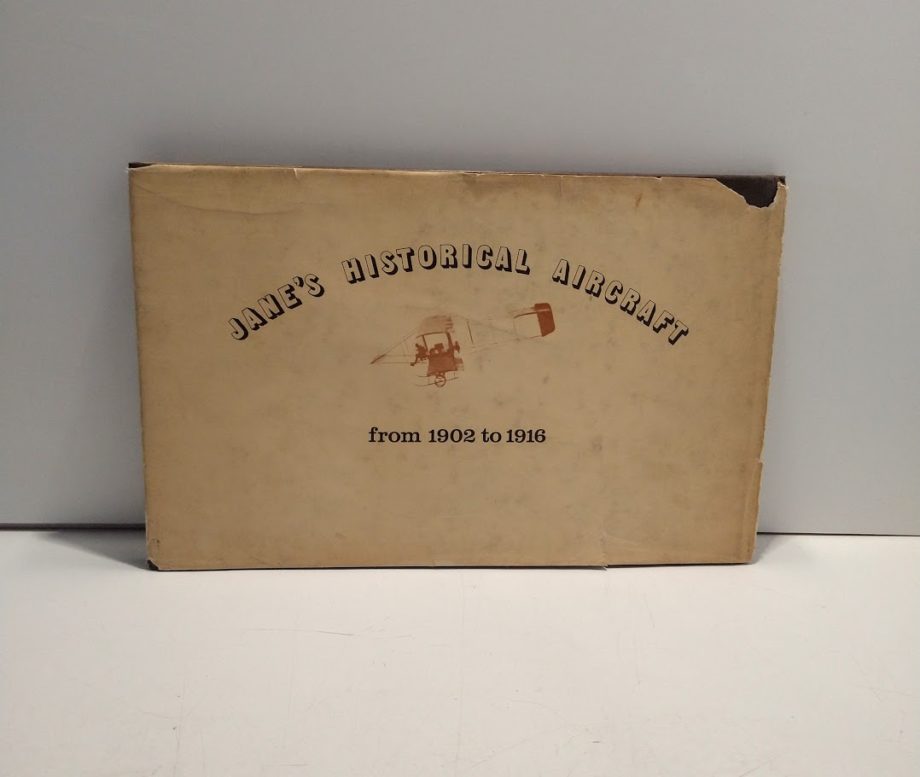 JANE'S HISTORICAL AIRCRAFT
from 1902 to 1916